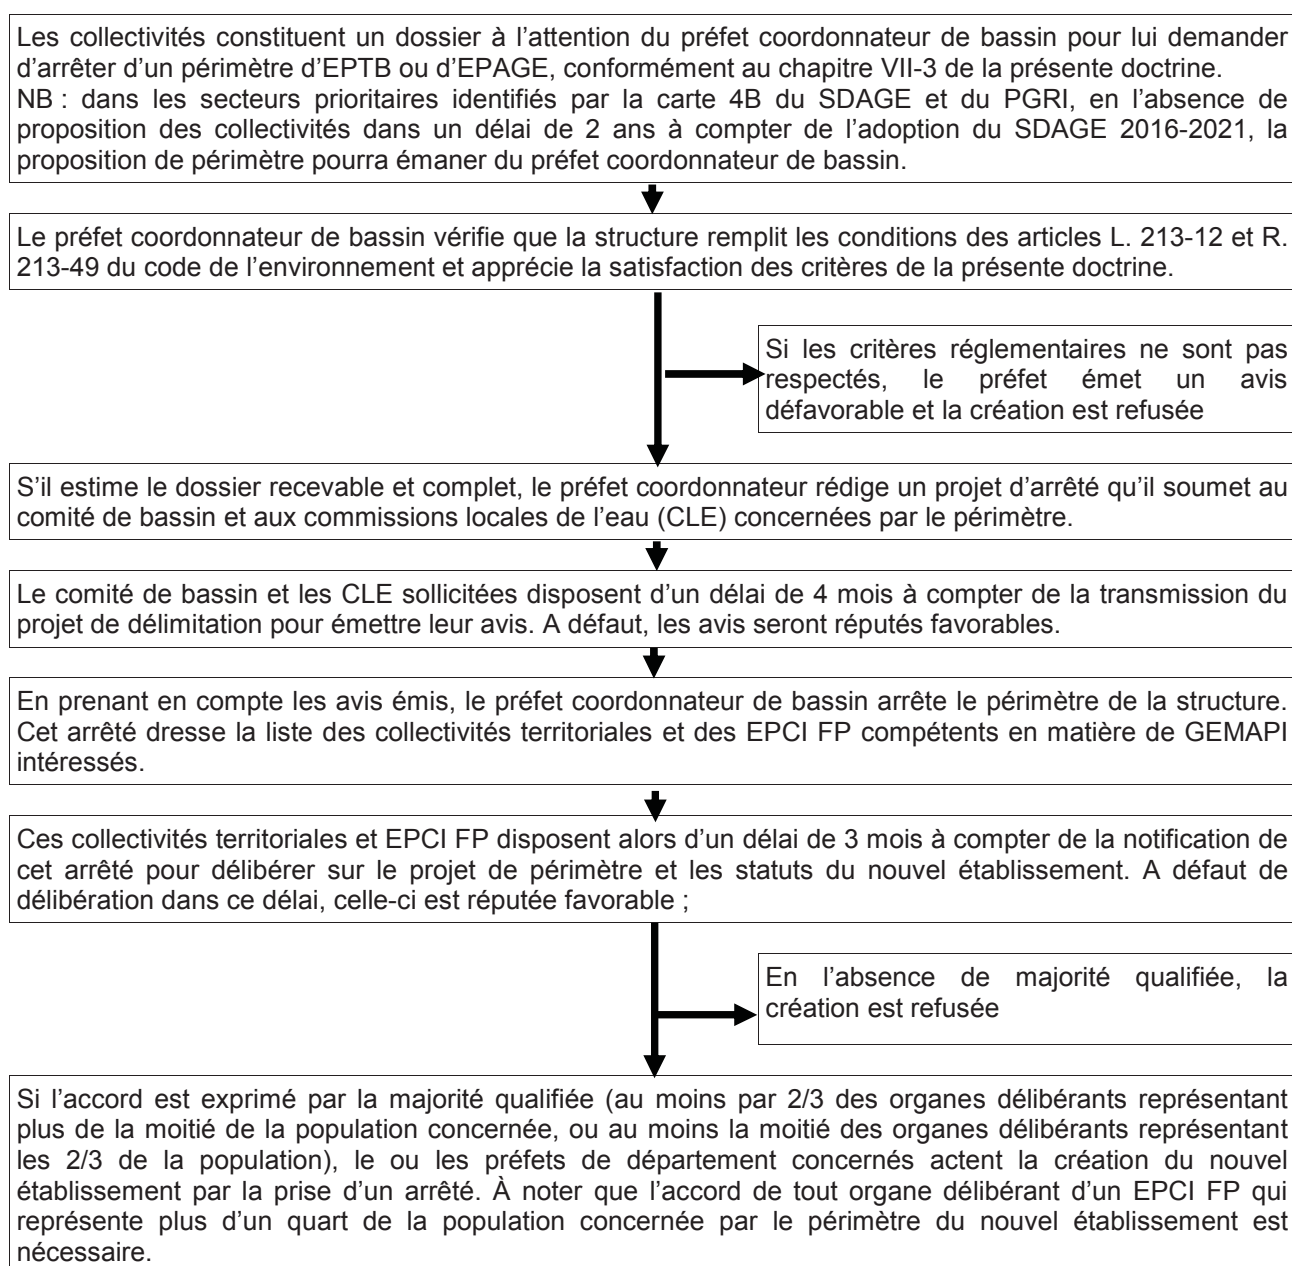 Les collectivités constituent un dossier à l’attention du préfet coordonnateur de bassin pour lui demander
d’arrêter d’un périmètre d’EPTB ou d’EPAGE, conformément au chapitre VII-3 de la présente doctrine.
NB : dans les secteurs prioritaires identifiés par la carte 4B du SDAGE et du PGRI, en l’absence de
proposition des collectivités dans un délai de 2 ans à compter de l’adoption du SDAGE 2016-2021, la
proposition de périmètre pourra émaner du préfet coordonnateur de bassin.
Le préfet coordonnateur de bassin vérifie que la structure remplit les conditions des articles L. 213-12 et R.
213-49 du code de l’environnement et apprécie la satisfaction des critères de la présente doctrine.
Si les critères réglementaires ne sont pas
respectés, le préfet émet un avis
défavorable et la création est refusée
S’il estime le dossier recevable et complet, le préfet coordonnateur rédige un projet d’arrêté qu’il soumet au
comité de bassin et aux commissions locales de l’eau (CLE) concernées par le périmètre.
Le comité de bassin et les CLE sollicitées disposent d’un délai de 4 mois à compter de la transmission du
projet de délimitation pour émettre leur avis. A défaut, les avis seront réputés favorables.
En prenant en compte les avis émis, le préfet coordonnateur de bassin arrête le périmètre de la structure.
Cet arrêté dresse la liste des collectivités territoriales et des EPCI FP compétents en matière de GEMAPI
intéressés.
Ces collectivités territoriales et EPCI FP disposent alors d’un délai de 3 mois à compter de la notification de
cet arrêté pour délibérer sur le projet de périmètre et les statuts du nouvel établissement. A défaut de
délibération dans ce délai, celle-ci est réputée favorable ;
En l’absence de majorité qualifiée, la
création est refusée
Si l’accord est exprimé par la majorité qualifiée (au moins par 2/3 des organes délibérants représentant
plus de la moitié de la population concernée, ou au moins la moitié des organes délibérants représentant
les 2/3 de la population), le ou les préfets de département concernés actent la création du nouvel
établissement par la prise d’un arrêté. À noter que l’accord de tout organe délibérant d’un EPCI FP qui
représente plus d’un quart de la population concernée par le périmètre du nouvel établissement est
nécessaire.